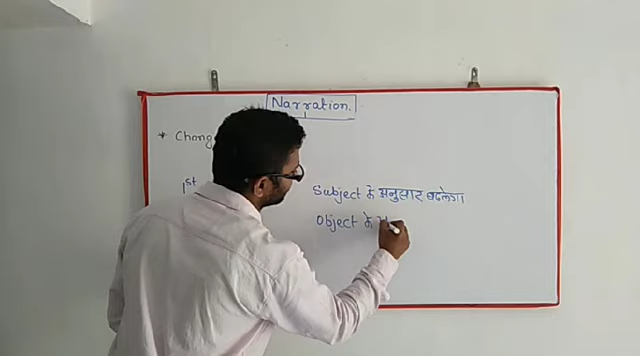 Narration.
* Chang
1st
Subject के अनुसार बदलेगा
Object के